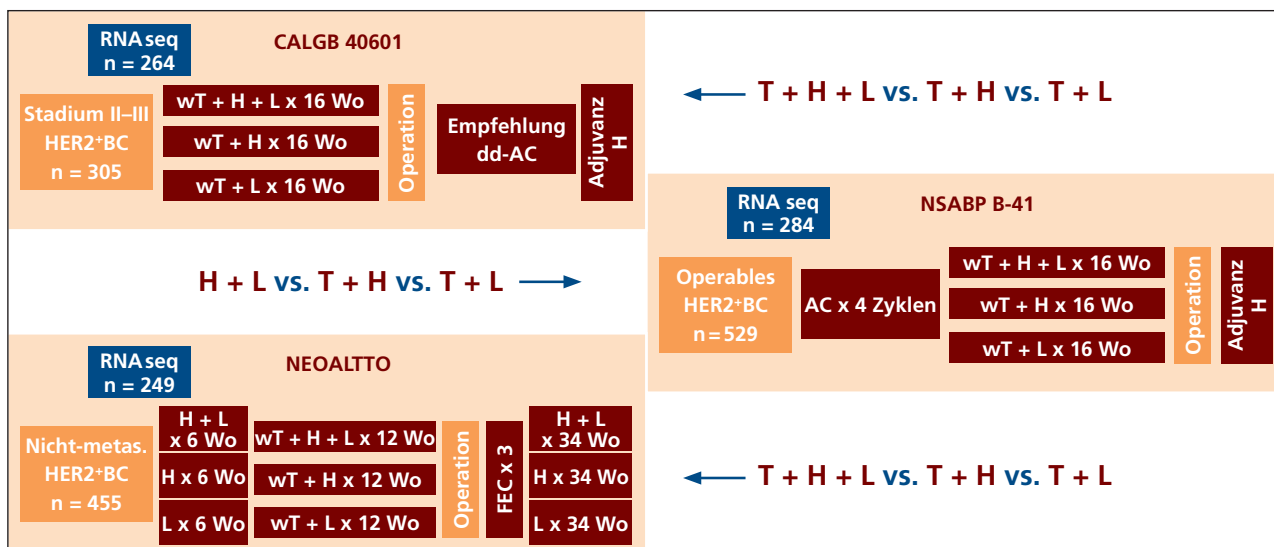 RNA seq
n = 264
CALGB 40601
Stadium II–III
HER2⁺BC
n = 305
wT + H + L x 16 Wo
wT + H x 16 Wo
wT + L x 16 Wo
Operation
Empfehlung
dd-AC
Adjuvanz
H
T + H + L vs. T + H vs. T + L
RNA seq
n = 284
NSABP B-41
Operables
HER2⁺BC
n = 529
AC x 4 Zyklen
wT + H + L x 16 Wo
wT + H x 16 Wo
wT + L x 16 Wo
Operation
Adjuvanz
H
H + L vs. T + H vs. T + L
RNA seq
n = 249
NEOALTTO
Nicht-metas.
HER2⁺BC
n = 455
H + L
x 6 Wo
H x 6 Wo
L x 6 Wo
wT + H + L x 12 Wo
wT + H x 12 Wo
wT + L x 12 Wo
Operation
FEC x 3
H + L
x 34 Wo
H x 34 Wo
L x 34 Wo
T + H + L vs. T + H vs. T + L